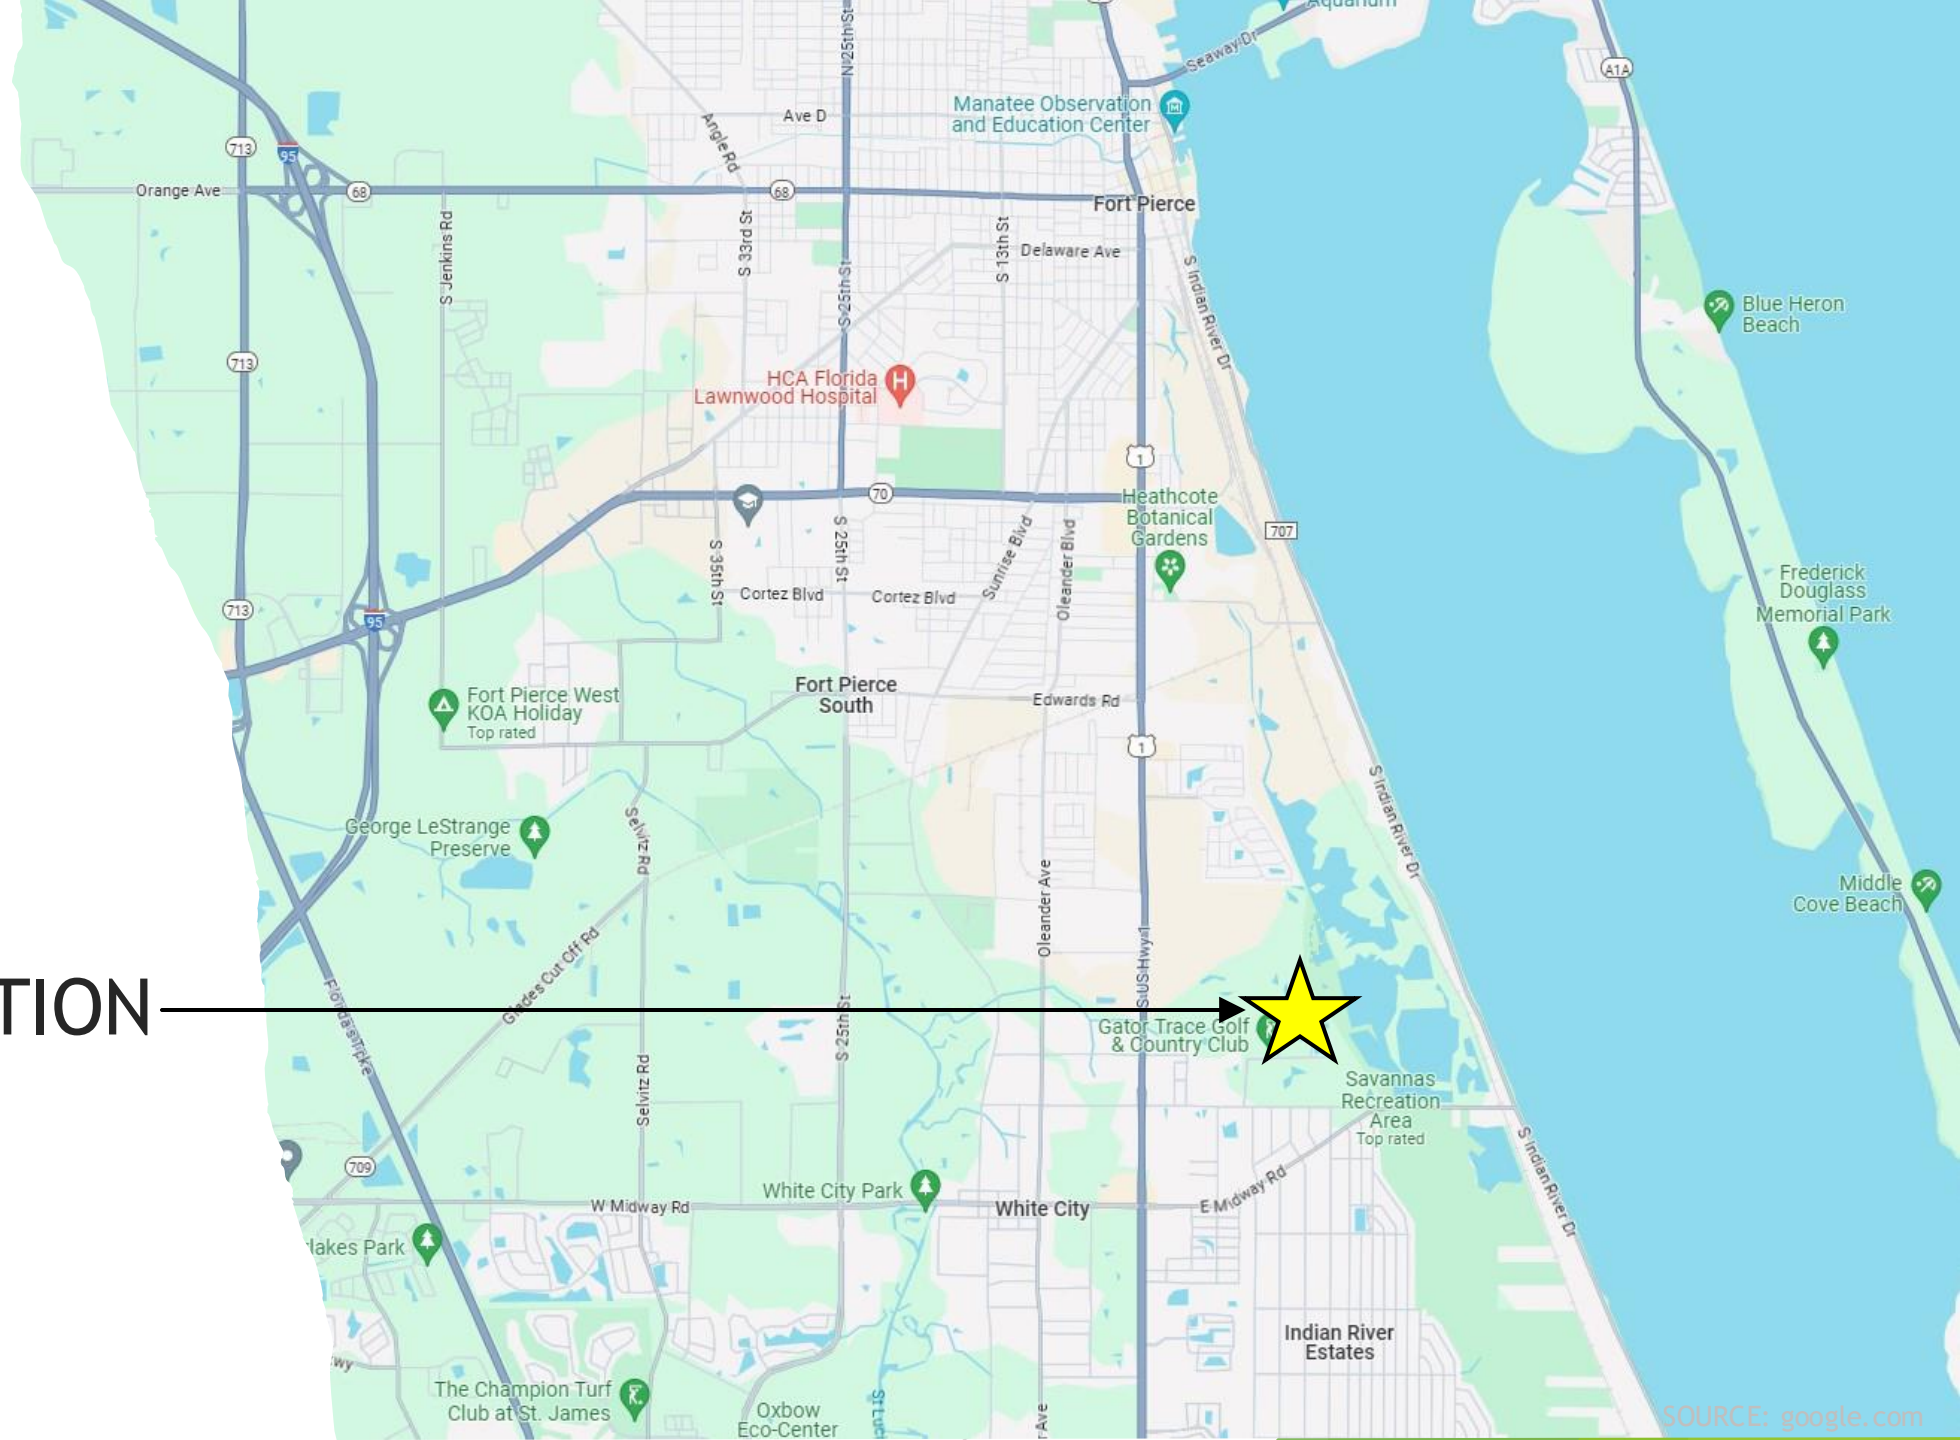 Aquarium
Seaway Dr
A1A
N 25th St
Manatee Observation
and Education Center
Ave D
Angle Rd
713
95
Orange Ave
68
68
Fort Pierce
S Jenkins Rd
S 33rd St
S 13th St
Delaware Ave
S 25th St
S Indian River Dr
Blue Heron
Beach
713
HCA Florida
Lawnwood Hospital
H
1
70
Heathcote
Botanical
Gardens
707
S 35th St
S 25th St
Sunrise Blvd
Oleander Blvd
Cortez Blvd
Cortez Blvd
713
95
Frederick
Douglass
Memorial Park
Fort Pierce West
KOA Holiday
Top rated
Fort Pierce
South
Edwards Rd
1
S Indian River Dr
George LeStrange
Preserve
Selvitz Rd
Oleander Ave
Middle
Cove Beach
Glades Cut Off Rd
S US Hwy 1
TION
Florida's Tpke
S 25th St
Gator Trace Golf
& Country Club
Selvitz Rd
Savannas
Recreation
Area
Top rated
709
S Indian River Dr
White City Park
W Midway Rd
White City
E Midway Rd
lakes Park
Indian River
Estates
wy
The Champion Turf
Club at St. James
Oxbow
Eco-Center
St Luc
r Ave
SOURCE: google.com